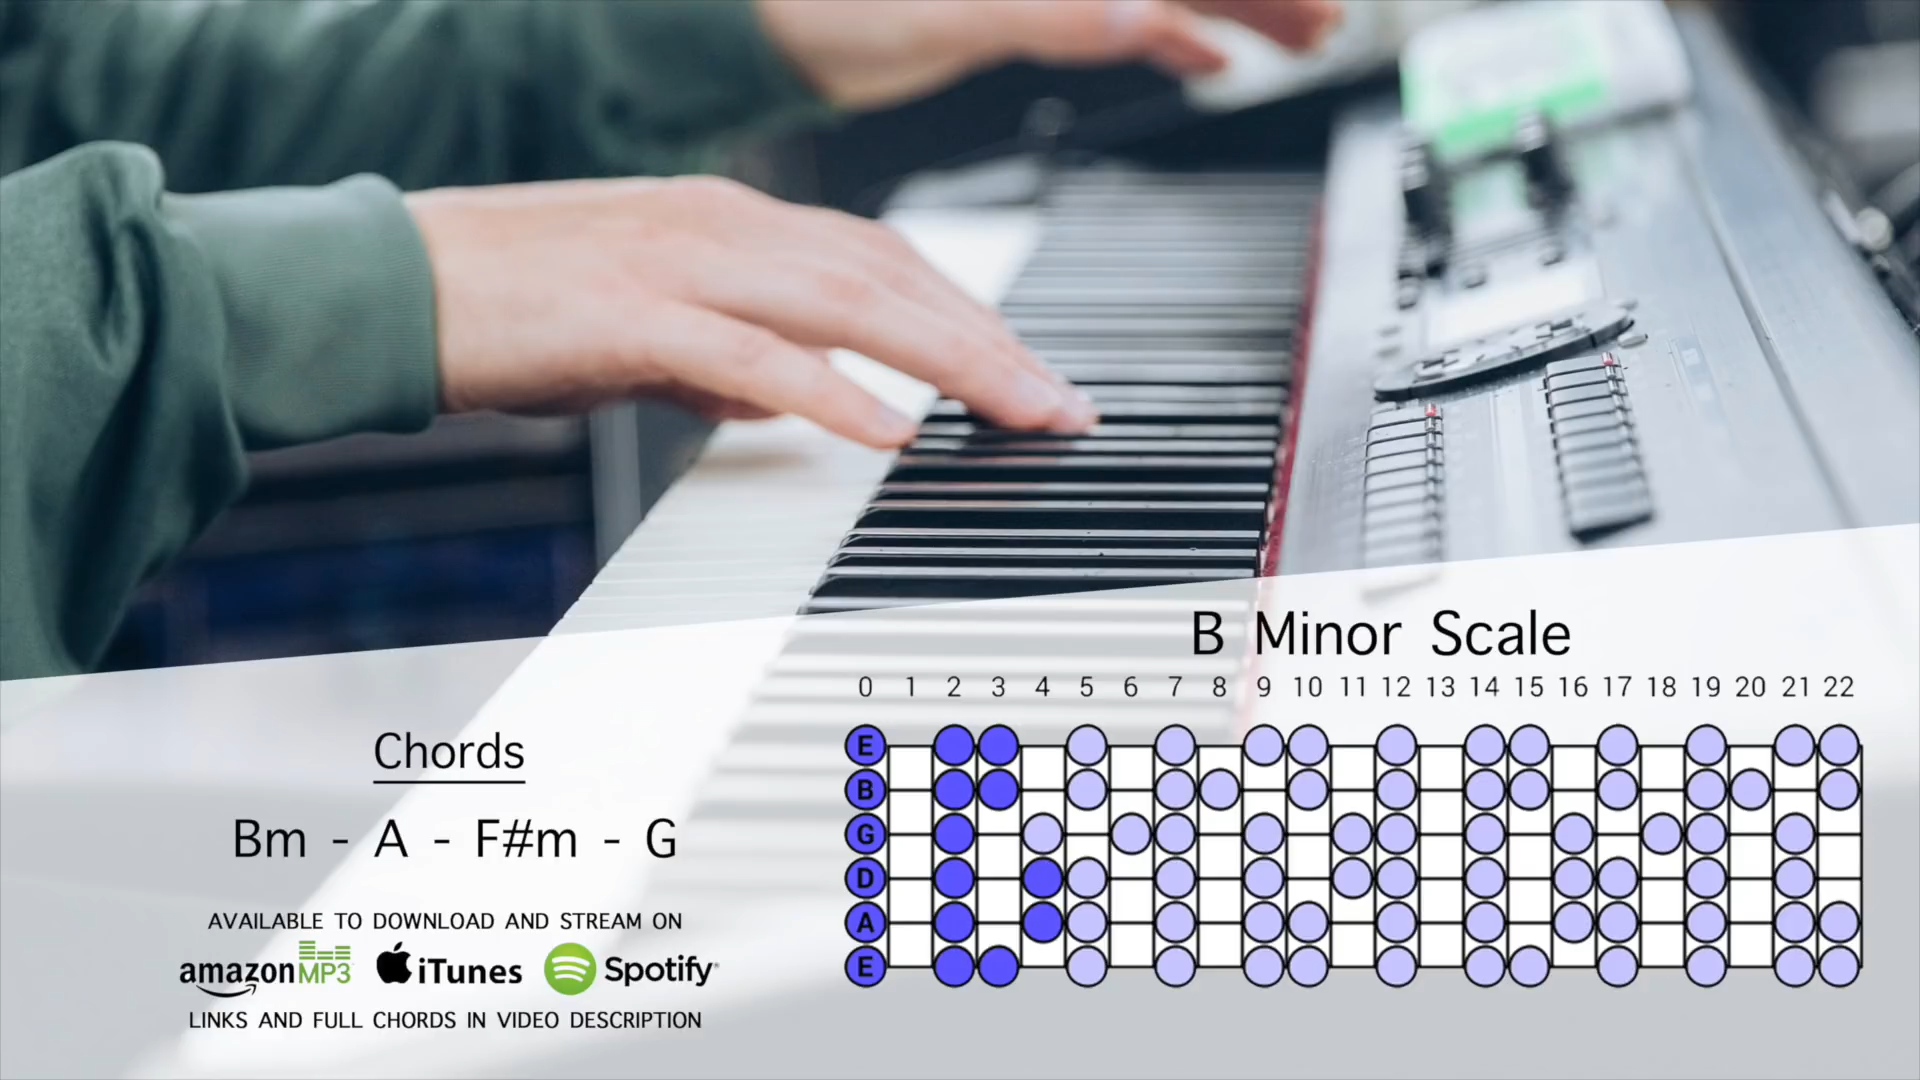 B Minor Scale
0 1 2 3 4 5 6 7 8 9 10 11 12 13 14 15 16 17 18 19 20 21 22
E
B
G
D
A
E
Chords
Bm - A - F#m - G
AVAILABLE TO DOWNLOAD AND STREAM ON
amazonMP3 iTunes Spotify
LINKS AND FULL CHORDS IN VIDEO DESCRIPTION